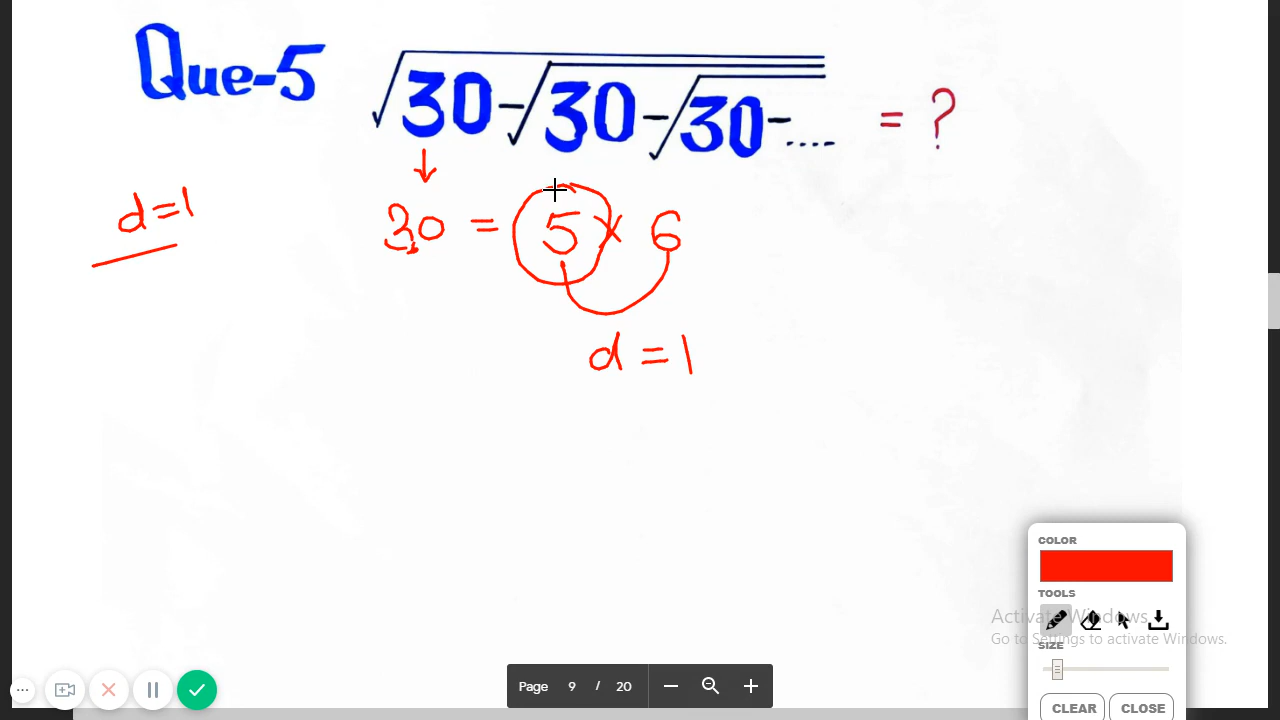 Que-5 √30-√30-√30-.... = ?
d=1
30 = 5 x 6
d = 1
COLOR
TOOLS
Activate Windows
Go to Settings to activate Windows.
SIZE
... 
Page 9 / 20
CLEAR CLOSE